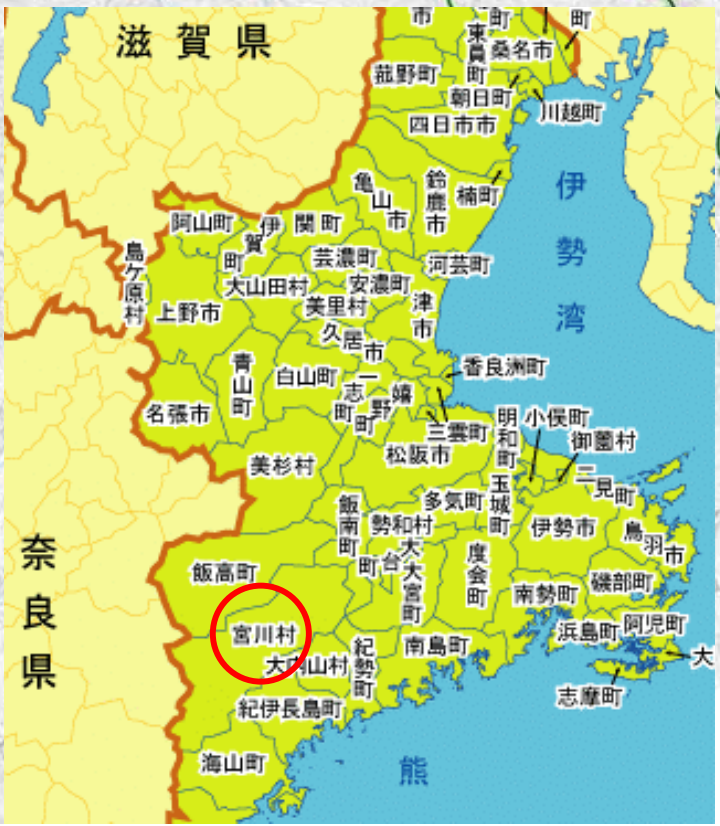 滋賀県
市
町
町
東員町
桑名市
菰野町
朝日町
川越町
四日市市
亀山市
鈴鹿市
楠町
伊勢湾
阿山町
伊賀町
関町
島ケ原村
芸濃町
河芸町
大山田村
安濃町
上野市
美里村
津市
久居市
青山町
白山町
香良洲町
一志町
嬉野町
名張市
三雲町
明和町
小俣町
御薗村
松阪市
美杉村
二見町
飯南町
多気町
玉城町
勢和村
伊勢市
鳥羽市
奈良県
飯高町
大台町
大宮町
度会町
南勢町
磯部町
宮川村
浜島町
阿児町
大内山村
紀勢町
南島町
大
志摩町
紀伊長島町
海山町
熊